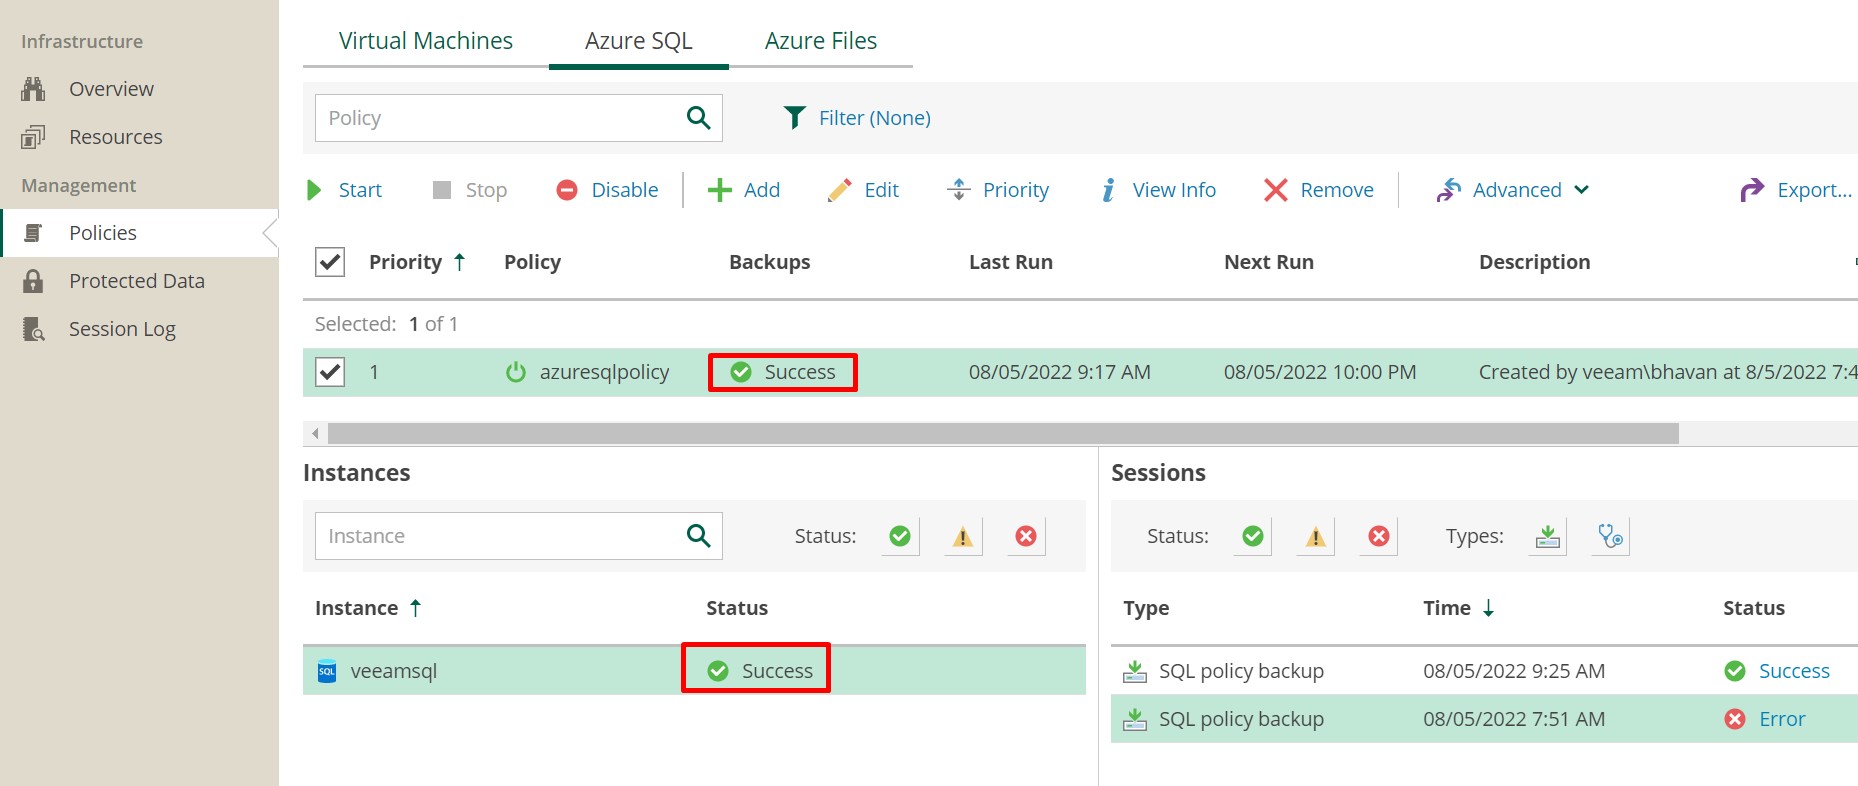 Infrastructure
Overview
Resources
Management
Policies
Protected Data
Session Log
Virtual Machines Azure SQL Azure Files
Policy Filter (None)
Start Stop Disable Add Edit Priority View Info Remove Advanced Export...
Priority Policy Backups Last Run Next Run Description
Selected: 1 of 1
1 azuresqlpolicy Success 08/05/2022 9:17 AM 08/05/2022 10:00 PM Created by veeam\bhavan at 8/5/2022 7:4
Instances
Instance Status:
Instance Status
SQL veeamsql Success
Sessions
Status: Types:
Type Time Status
SQL policy backup 08/05/2022 9:25 AM Success
SQL policy backup 08/05/2022 7:51 AM Error